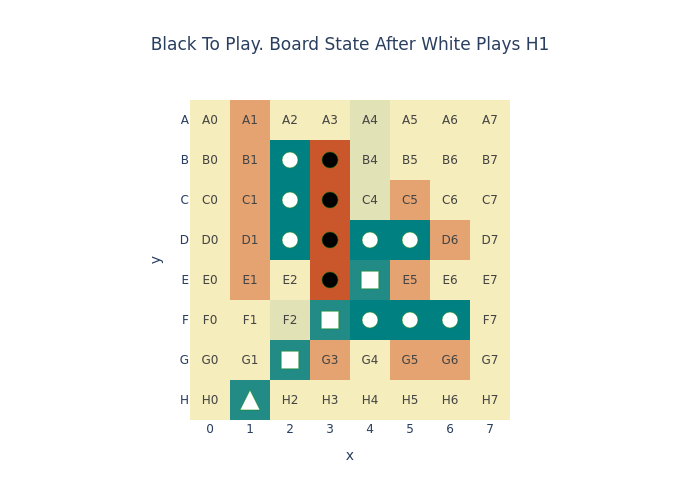 Black To Play. Board State After White Plays H1
A A0 A1 A2 A3 A4 A5 A6 A7
B B0 B1 B4 B5 B6 B7
C C0 C1 C4 C5 C6 C7
D D0 D1 D6 D7
y
E E0 E1 E2 E5 E6 E7
F F0 F1 F2 F7
G G0 G1 G3 G4 G5 G6 G7
H H0 H2 H3 H4 H5 H6 H7
0 1 2 3 4 5 6 7
x